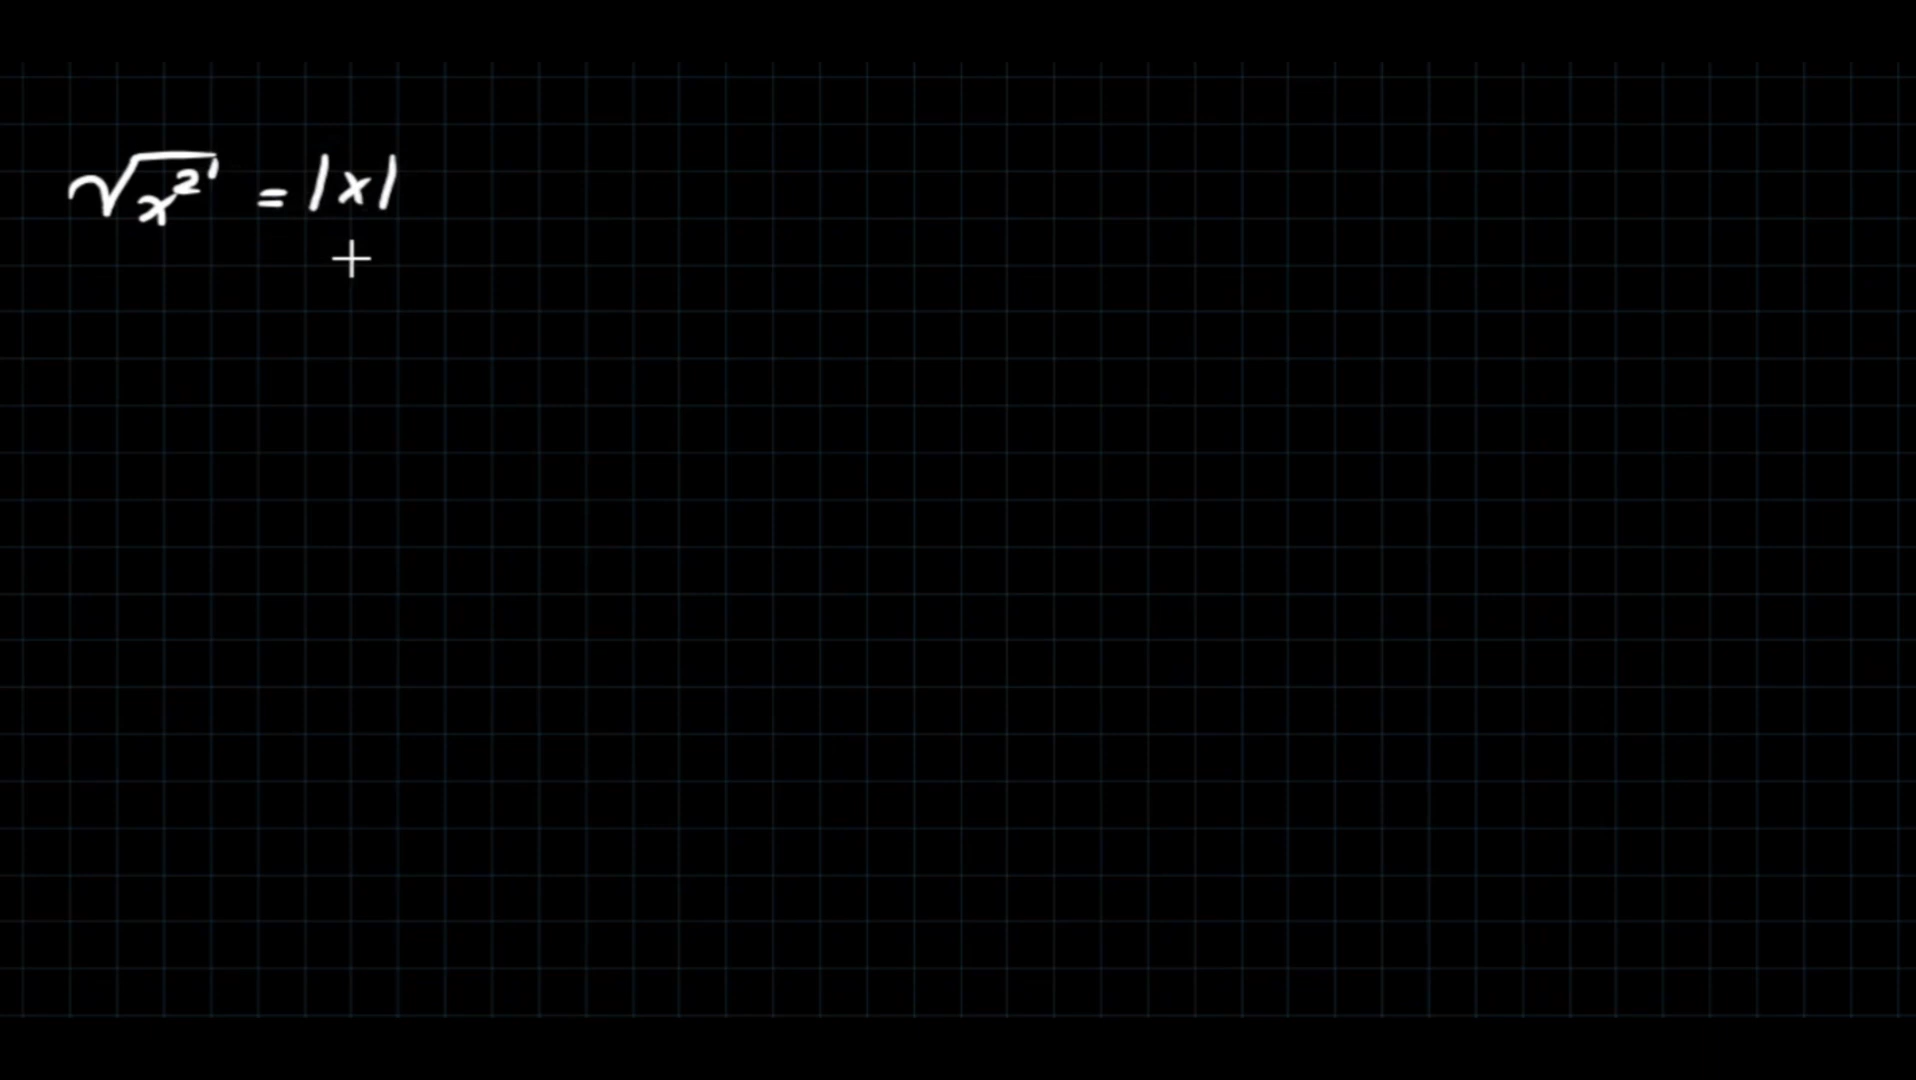 √x² = |x|